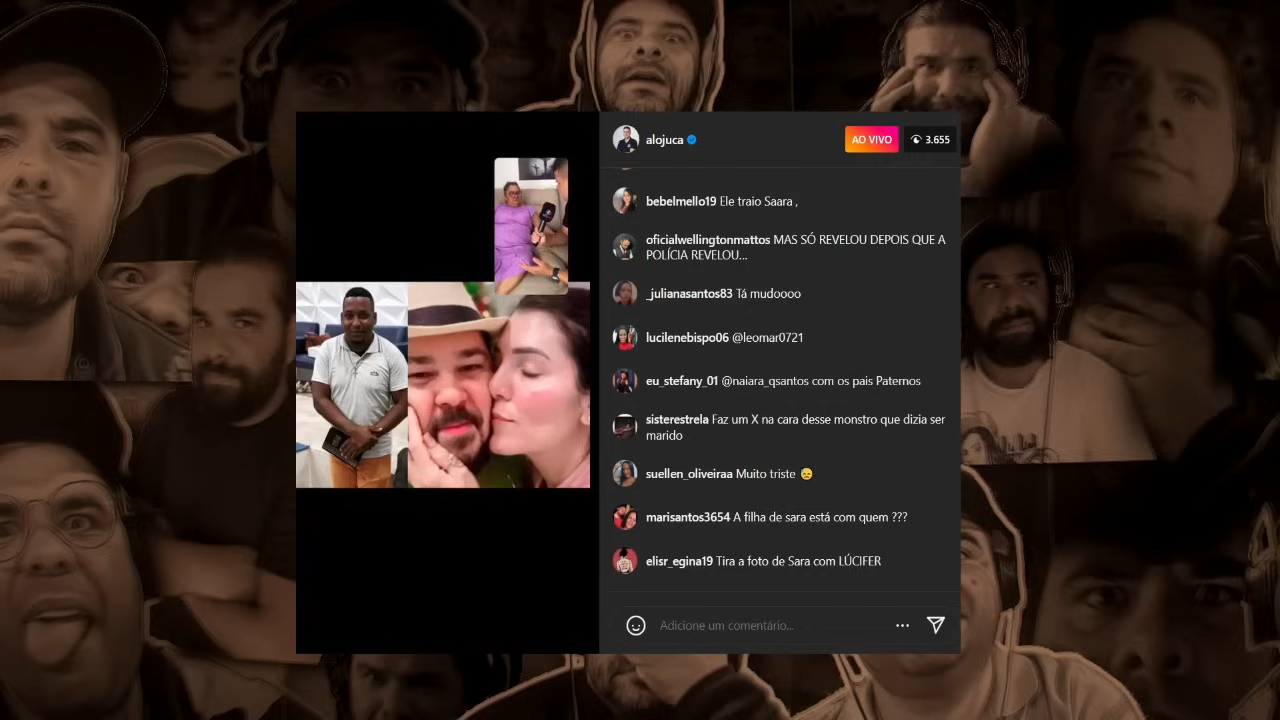 alojuca
AO VIVO
3.655
bebelmello19 Ele traio Saara ,
oficialwellingtonmattos MAS SÓ REVELOU DEPOIS QUE A
POLÍCIA REVELOU...
_julianasantos83 Tá mudoooo
lucilenebispo06 @leomar0721
eu_stefany_01 @naiara_qsantos com os pais Paternos
sisterestrela Faz um X na cara desse monstro que dizia ser
marido
suellen_oliveiraa Muito triste 😥
marisantos3654 A filha de sara está com quem ???
elisr_egina19 Tira a foto de Sara com LÚCIFER
Adicione um comentário...